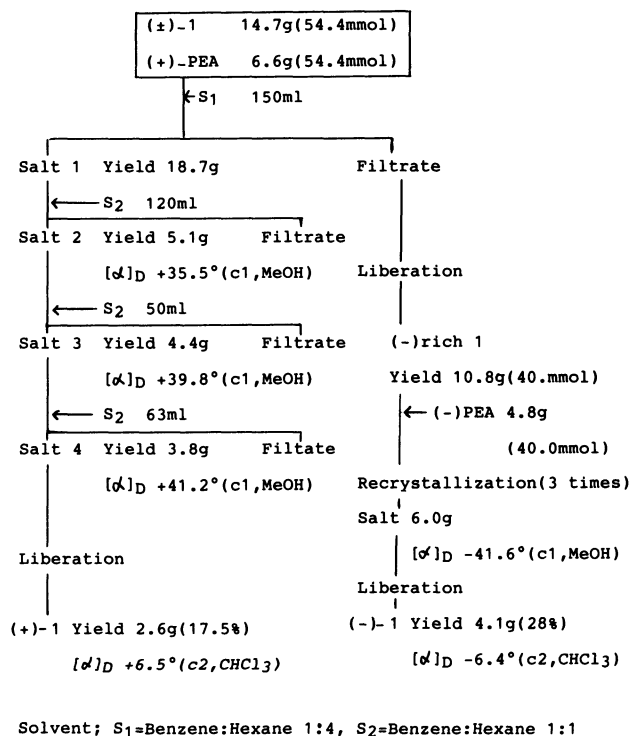 (±)-1 14.7g(54.4mmol)
(+)-PEA 6.6g(54.4mmol)
S1 150ml
Salt 1 Yield 18.7g Filtrate
S2 120ml
Salt 2 Yield 5.1g Filtrate
[α]D +35.5°(c1,MeOH) Liberation
S2 50ml
Salt 3 Yield 4.4g Filtrate (-)rich 1
[α]D +39.8°(c1,MeOH) Yield 10.8g(40.mmol)
S2 63ml (-)PEA 4.8g
Salt 4 Yield 3.8g Filtate (40.0mmol)
[α]D +41.2°(c1,MeOH) Recrystallization(3 times)
Salt 6.0g
Liberation [α]D -41.6°(c1,MeOH)
Liberation
(+)-1 Yield 2.6g(17.5%) (-)-1 Yield 4.1g(28%)
[α]D +6.5°(c2,CHCl3) [α]D -6.4°(c2,CHCl3)
Solvent; S1=Benzene:Hexane 1:4, S2=Benzene:Hexane 1:1